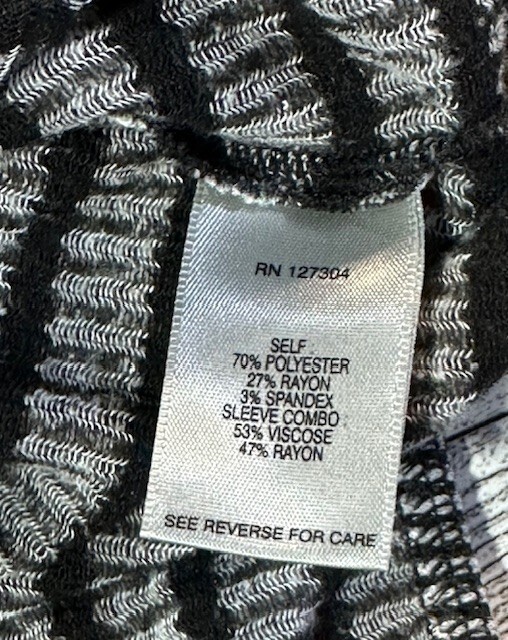 RN 127304
SELF
70% POLYESTER
27% RAYON
3% SPANDEX
SLEEVE COMBO
53% VISCOSE
47% RAYON
SEE REVERSE FOR CARE